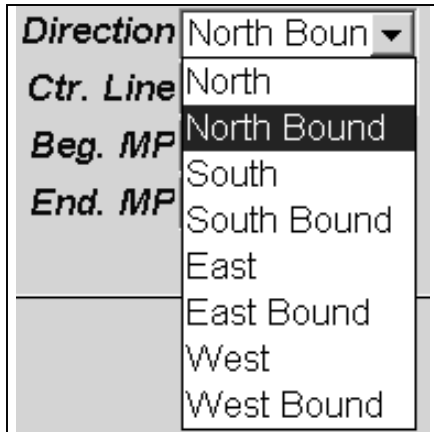 Direction North Boun
Ctr. Line North
North Bound
Beg. MP
South
End. MP
South Bound
East
East Bound
West
West Bound